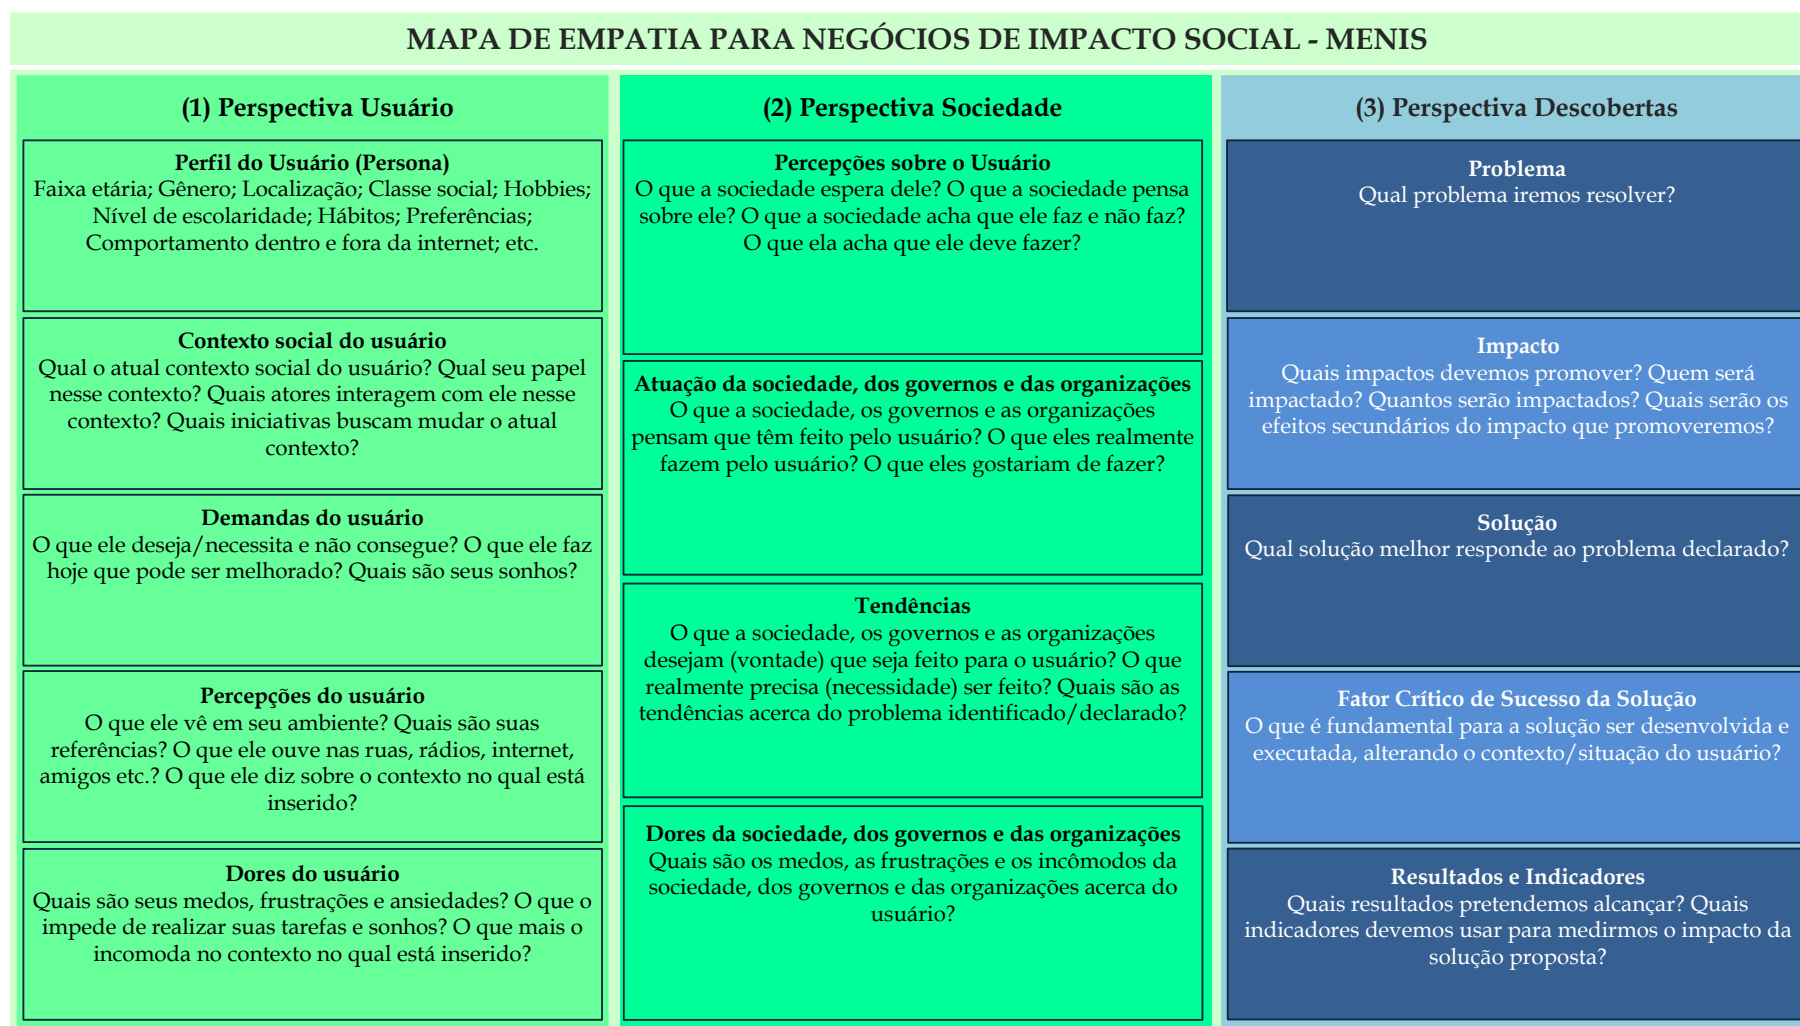 MAPA DE EMPATIA PARA NEGÓCIOS DE IMPACTO SOCIAL - MENIS
(1) Perspectiva Usuário
Perfil do Usuário (Persona)
Faixa etária; Gênero; Localização; Classe social; Hobbies;
Nível de escolaridade; Hábitos; Preferências;
Comportamento dentro e fora da internet; etc.
Contexto social do usuário
Qual o atual contexto social do usuário? Qual seu papel
nesse contexto? Quais atores interagem com ele nesse
contexto? Quais iniciativas buscam mudar o atual
contexto?
Demandas do usuário
O que ele deseja/necessita e não consegue? O que ele faz
hoje que pode ser melhorado? Quais são seus sonhos?
Percepções do usuário
O que ele vê em seu ambiente? Quais são suas
referências? O que ele ouve nas ruas, rádios, internet,
amigos etc.? O que ele diz sobre o contexto no qual está
inserido?
Dores do usuário
Quais são seus medos, frustrações e ansiedades? O que o
impede de realizar suas tarefas e sonhos? O que mais o
incomoda no contexto no qual está inserido?
(2) Perspectiva Sociedade
Percepções sobre o Usuário
O que a sociedade espera dele? O que a sociedade pensa
sobre ele? O que a sociedade acha que ele faz e não faz?
O que ela acha que ele deve fazer?
Atuação da sociedade, dos governos e das organizações
O que a sociedade, os governos e as organizações
pensam que têm feito pelo usuário? O que eles realmente
fazem pelo usuário? O que eles gostariam de fazer?
Tendências
O que a sociedade, os governos e as organizações
desejam (vontade) que seja feito para o usuário? O que
realmente precisa (necessidade) ser feito? Quais são as
tendências acerca do problema identificado/declarado?
Dores da sociedade, dos governos e das organizações
Quais são os medos, as frustrações e os incômodos da
sociedade, dos governos e das organizações acerca do
usuário?
(3) Perspectiva Descobertas
Problema
Qual problema iremos resolver?
Impacto
Quais impactos devemos promover? Quem será
impactado? Quantos serão impactados? Quais serão os
efeitos secundários do impacto que promoveremos?
Solução
Qual solução melhor responde ao problema declarado?
Fator Crítico de Sucesso da Solução
O que é fundamental para a solução ser desenvolvida e
executada, alterando o contexto/situação do usuário?
Resultados e Indicadores
Quais resultados pretendemos alcançar? Quais
indicadores devemos usar para medirmos o impacto da
solução proposta?